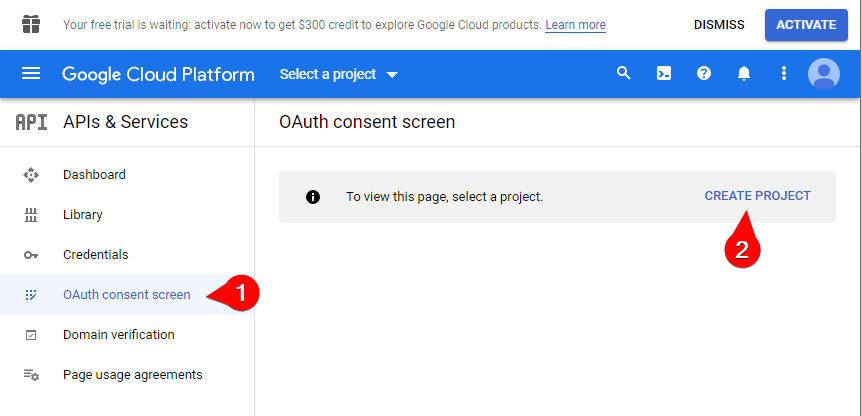 Your free trial is waiting: activate now to get $300 credit to explore Google Cloud products. Learn more
DISMISS
ACTIVATE
Google Cloud Platform
Select a project
API
APIs & Services
OAuth consent screen
Dashboard
Library
Credentials
OAuth consent screen
Domain verification
Page usage agreements
To view this page, select a project.
CREATE PROJECT
1
2